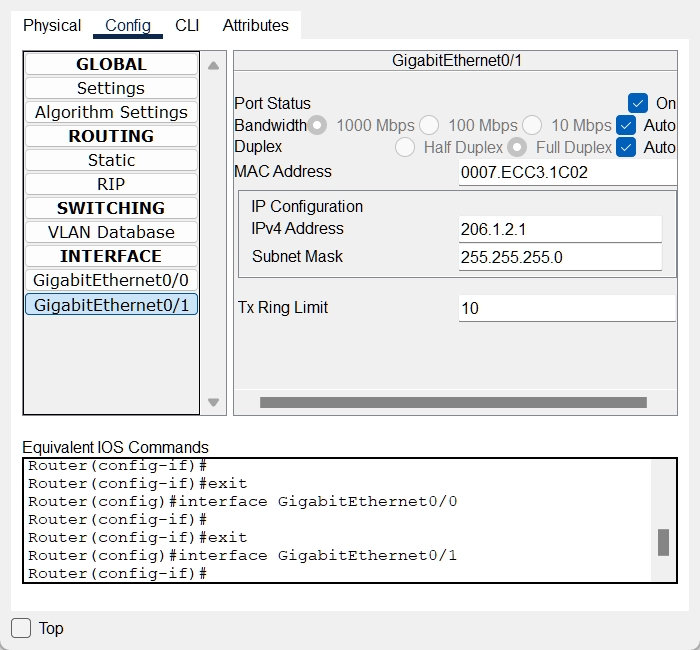 Physical Config CLI Attributes
GLOBAL
Settings
Algorithm Settings
ROUTING
Static
RIP
SWITCHING
VLAN Database
INTERFACE
GigabitEthernet0/0
GigabitEthernet0/1
GigabitEthernet0/1
Port Status On
Bandwidth 1000 Mbps 100 Mbps 10 Mbps Auto
Duplex Half Duplex Full Duplex Auto
MAC Address 0007.ECC3.1C02
IP Configuration
IPv4 Address 206.1.2.1
Subnet Mask 255.255.255.0
Tx Ring Limit 10
Equivalent IOS Commands
Router(config-if)#
Router(config-if)#exit
Router(config)#interface GigabitEthernet0/0
Router(config-if)#
Router(config-if)#exit
Router(config)#interface GigabitEthernet0/1
Router(config-if)#
Top